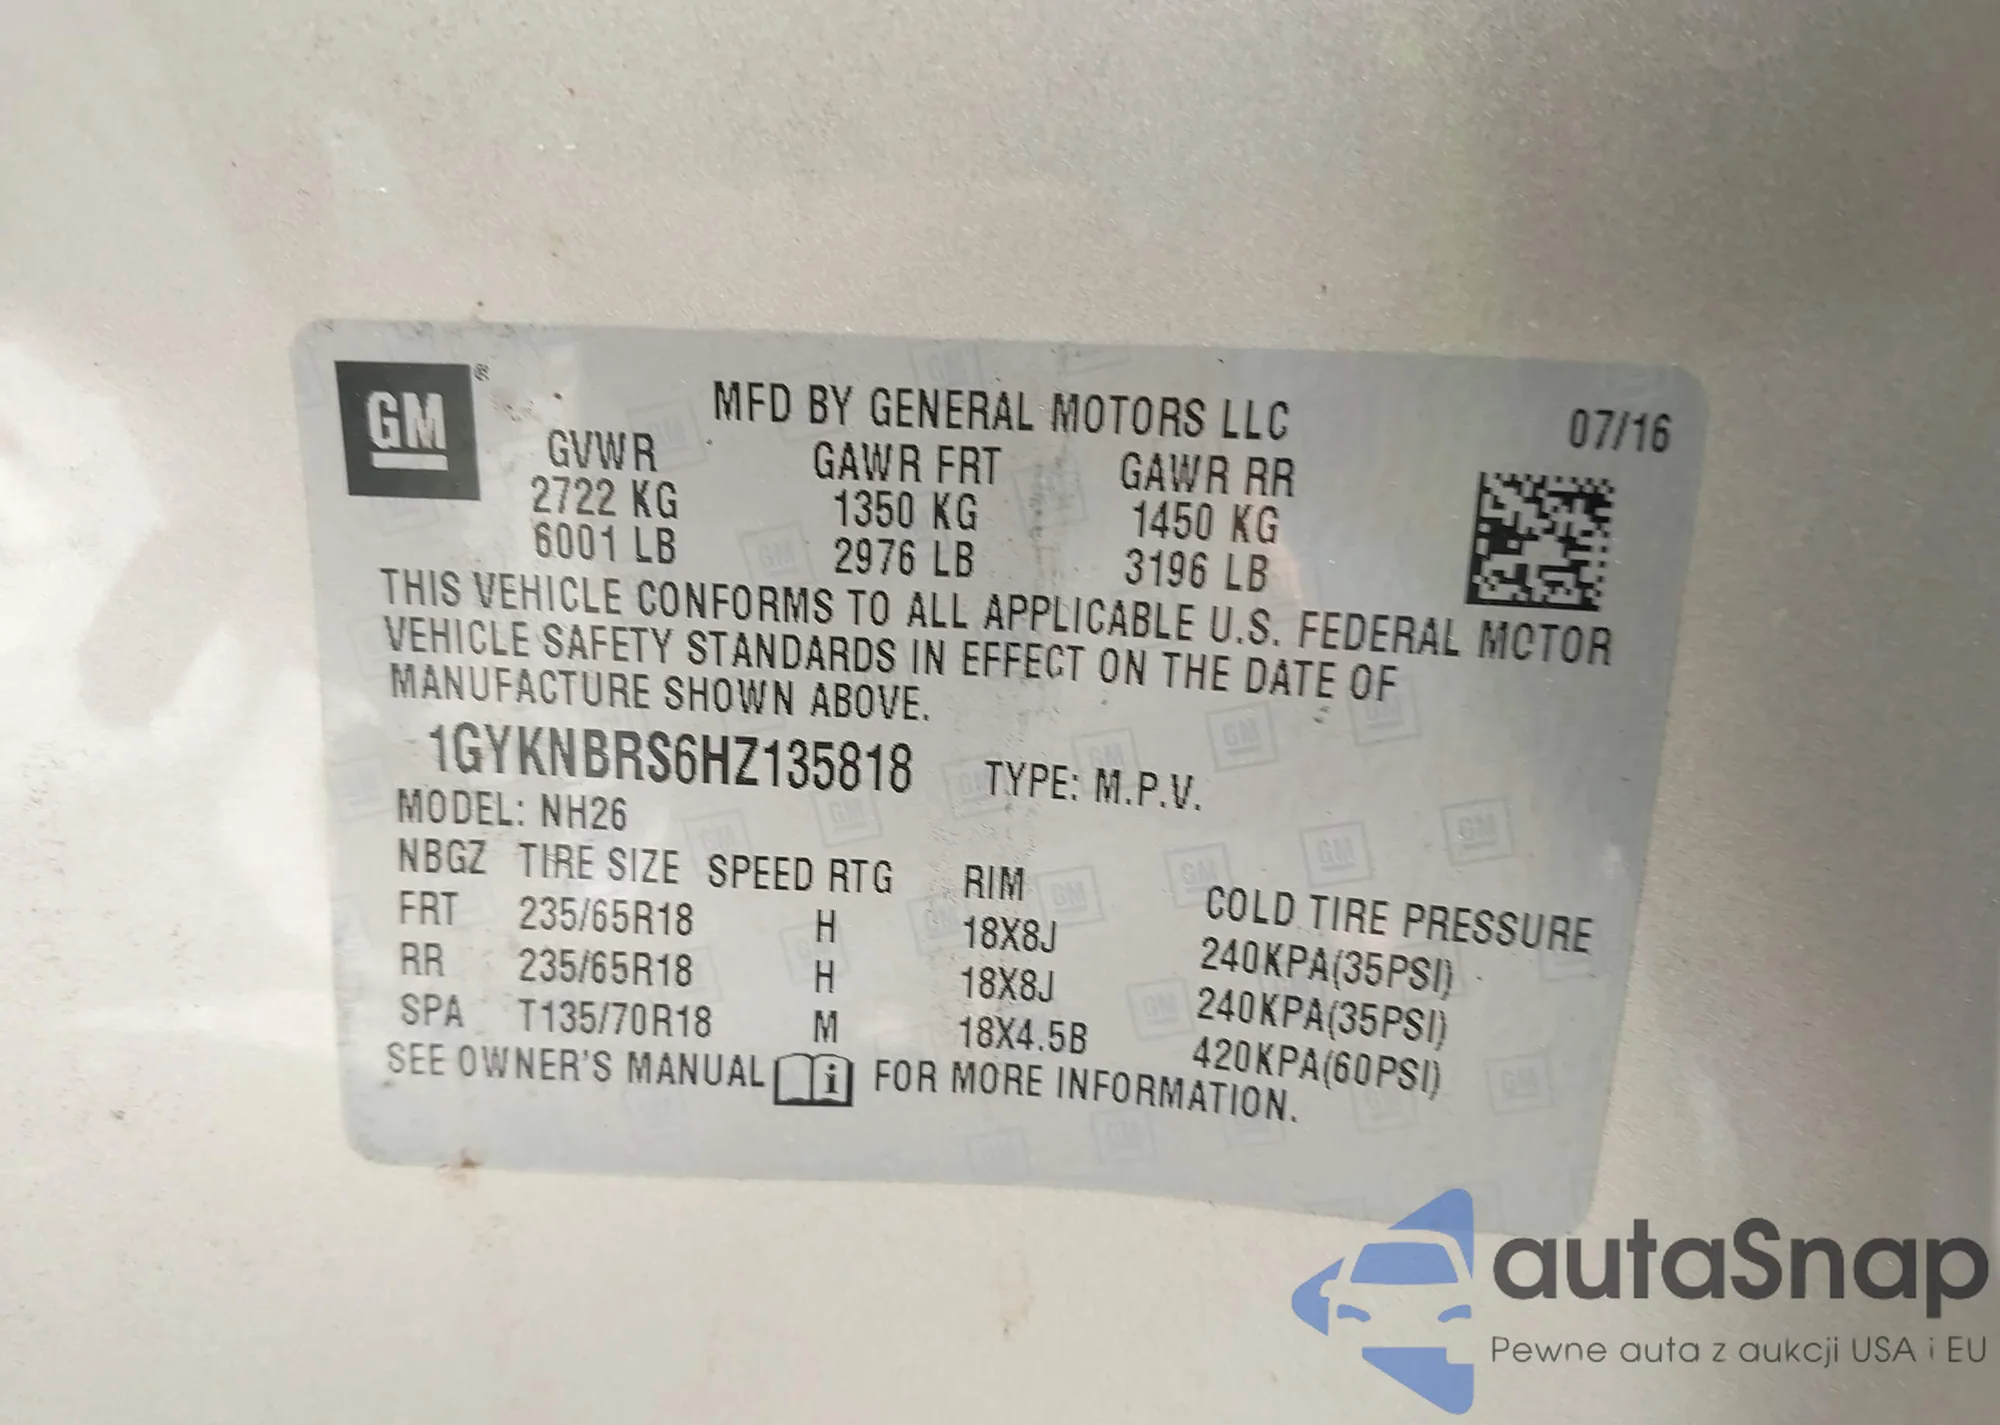 GM®
MFD BY GENERAL MOTORS LLC 07/16
GVWR GAWR FRT GAWR RR
2722 KG 1350 KG 1450 KG
6001 LB 2976 LB 3196 LB
THIS VEHICLE CONFORMS TO ALL APPLICABLE U.S. FEDERAL MOTOR
VEHICLE SAFETY STANDARDS IN EFFECT ON THE DATE OF
MANUFACTURE SHOWN ABOVE.
1GYKNBRS6HZ135818 TYPE: M.P.V.
MODEL: NH26
NBGZ TIRE SIZE SPEED RTG RIM COLD TIRE PRESSURE
FRT 235/65R18 H 18X8J 240KPA(35PSI)
RR 235/65R18 H 18X8J 240KPA(35PSI)
SPA T135/70R18 M 18X4.5B 420KPA(60PSI)
SEE OWNER'S MANUAL i FOR MORE INFORMATION.
autaSnap
Pewne auta z aukcji USA i EU